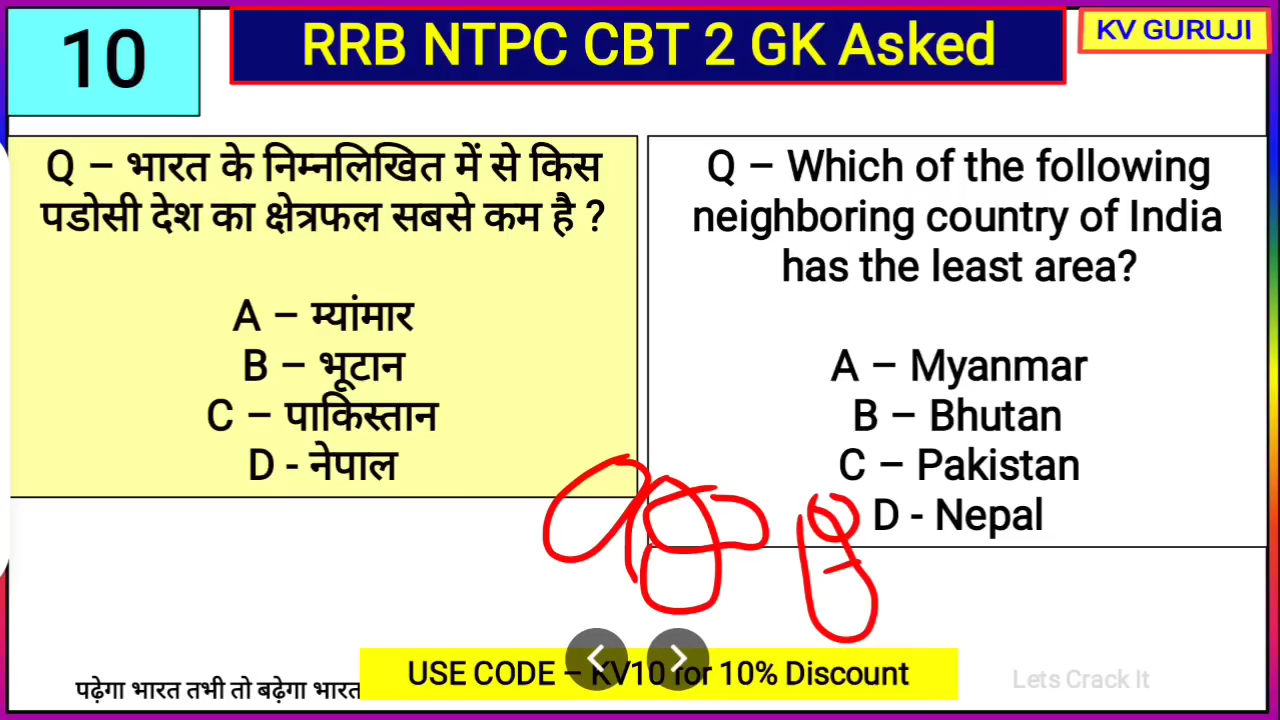 10
RRB NTPC CBT 2 GK Asked
KV GURUJI
Q – भारत के निम्नलिखित में से किस
पडोसी देश का क्षेत्रफल सबसे कम है ?
A – म्यांमार
B – भूटान
C – पाकिस्तान
D - नेपाल
Q – Which of the following
neighboring country of India
has the least area?
A – Myanmar
B – Bhutan
C – Pakistan
D - Nepal
पढ़ेगा भारत तभी तो बढ़ेगा भारत
USE CODE – KV10 for 10% Discount
Lets Crack It